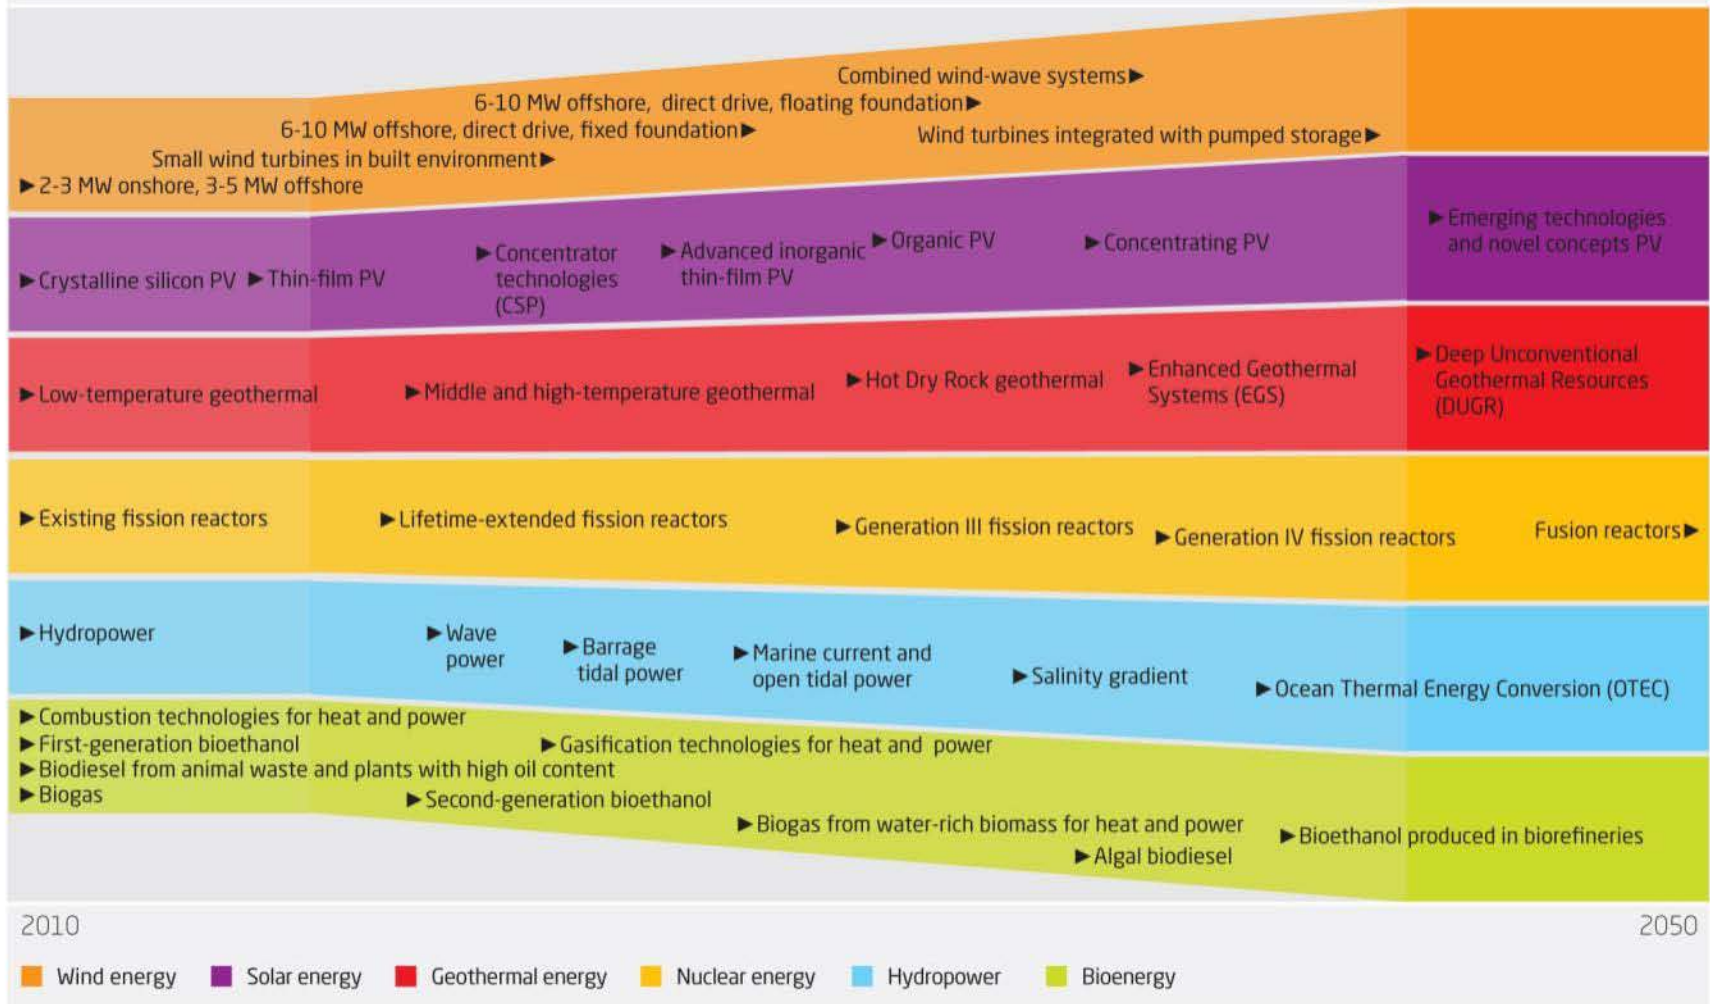 Combined wind-wave systems▶
6-10 MW offshore, direct drive, floating foundation▶
6-10 MW offshore, direct drive, fixed foundation▶
Wind turbines integrated with pumped storage▶
Small wind turbines in built environment▶
▶2-3 MW onshore, 3-5 MW offshore
▶Crystalline silicon PV
▶Thin-film PV
▶Concentrator
technologies
(CSP)
▶Advanced inorganic
thin-film PV
▶Organic PV
▶Concentrating PV
▶Emerging technologies
and novel concepts PV
▶Low-temperature geothermal
▶Middle and high-temperature geothermal
▶Hot Dry Rock geothermal
▶Enhanced Geothermal
Systems (EGS)
▶Deep Unconventional
Geothermal Resources
(DUGR)
▶Existing fission reactors
▶Lifetime-extended fission reactors
▶Generation III fission reactors
▶Generation IV fission reactors
Fusion reactors▶
▶Hydropower
▶Wave
power
▶Barrage
tidal power
▶Marine current and
open tidal power
▶Salinity gradient
▶Ocean Thermal Energy Conversion (OTEC)
▶Combustion technologies for heat and power
▶First-generation bioethanol
▶Biodiesel from animal waste and plants with high oil content
▶Biogas
▶Gasification technologies for heat and power
▶Second-generation bioethanol
▶Biogas from water-rich biomass for heat and power
▶Algal biodiesel
▶Bioethanol produced in biorefineries
2010
2050
Wind energy
Solar energy
Geothermal energy
Nuclear energy
Hydropower
Bioenergy